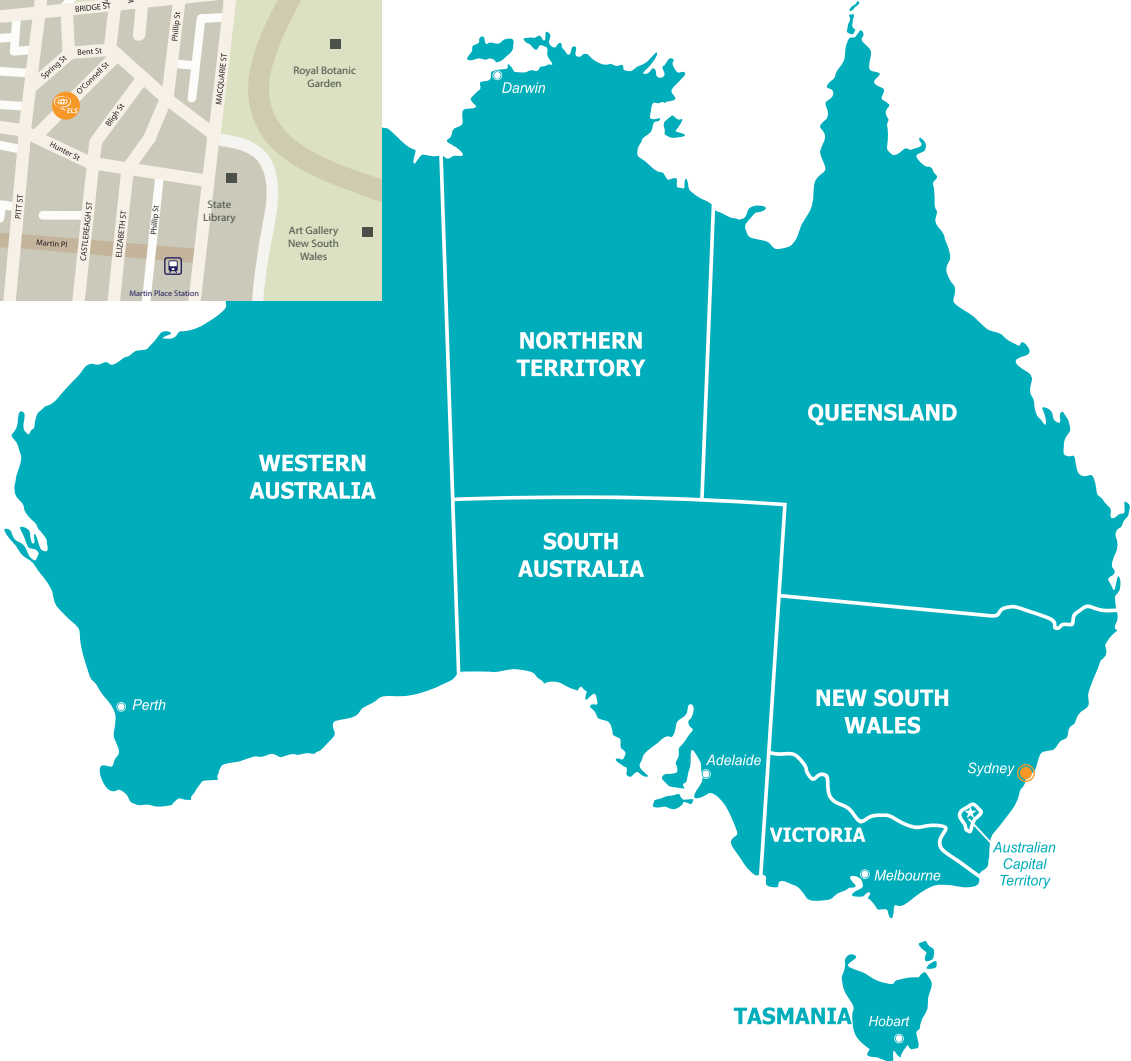 BRIDGE ST
Phillip St
Bent St
Spring St
O'Connell St
MACQUARIE ST
Royal Botanic
Garden
ELS
Bligh St
Hunter St
State
Library
PITT ST
CASTLEREAGH ST
ELIZABETH ST
Phillip St
Martin Pl
Art Gallery
New South
Wales
Martin Place Station
Darwin
NORTHERN
TERRITORY
QUEENSLAND
WESTERN
AUSTRALIA
SOUTH
AUSTRALIA
Perth
NEW SOUTH
WALES
Adelaide
Sydney
VICTORIA
Australian
Capital
Territory
Melbourne
TASMANIA
Hobart